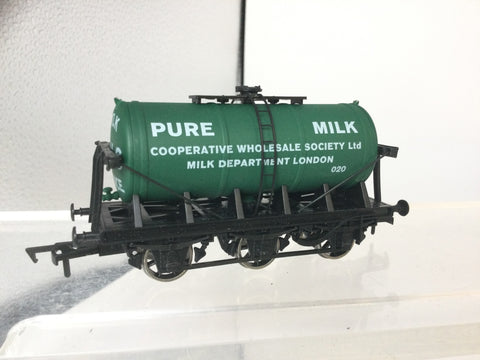 PURE MILK
COOPERATIVE WHOLESALE SOCIETY Ltd
MILK DEPARTMENT LONDON
020